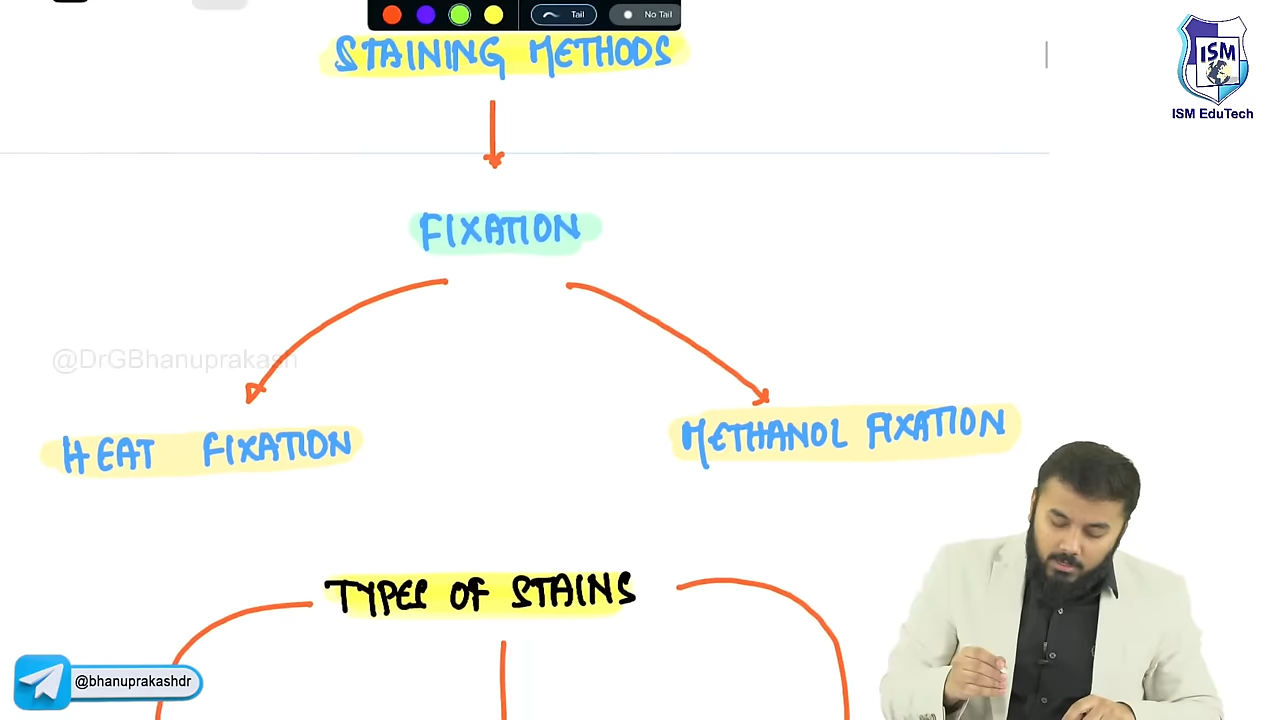 Tail
No Tail
STAINING METHODS
ISM
ISM EduTech
FIXATION
@DrGBhanuprakash
HEAT FIXATION
METHANOL FIXATION
TYPES OF STAINS
@bhanuprakashdr